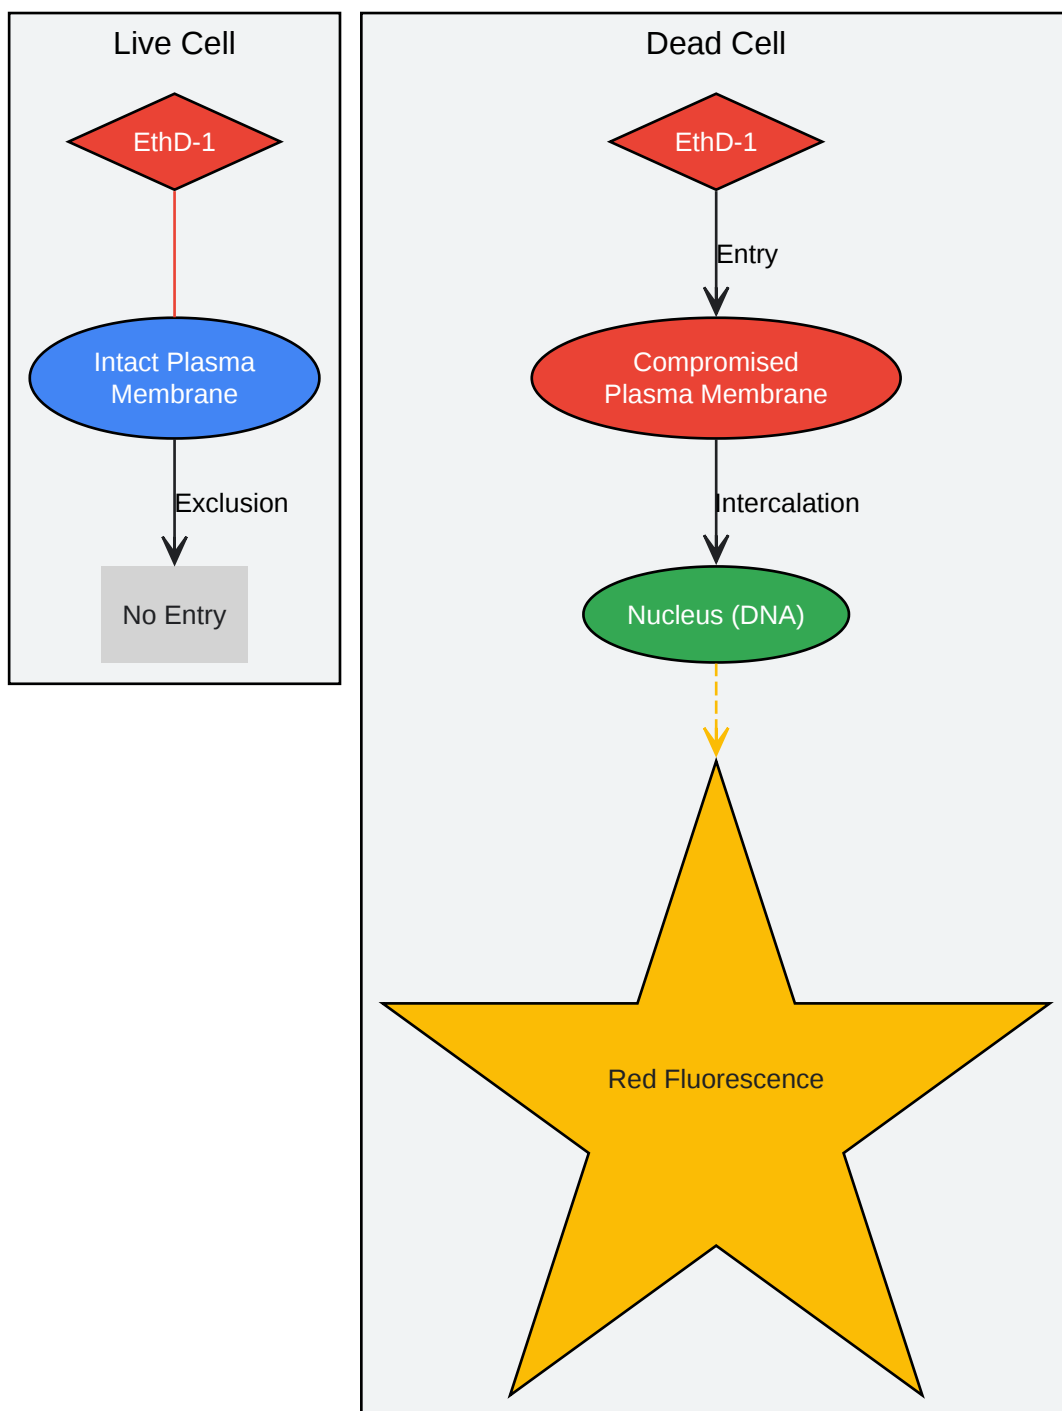 Live Cell
EthD-1
Intact Plasma
Membrane
Exclusion
No Entry
Dead Cell
EthD-1
Entry
Compromised
Plasma Membrane
Intercalation
Nucleus (DNA)
Red Fluorescence